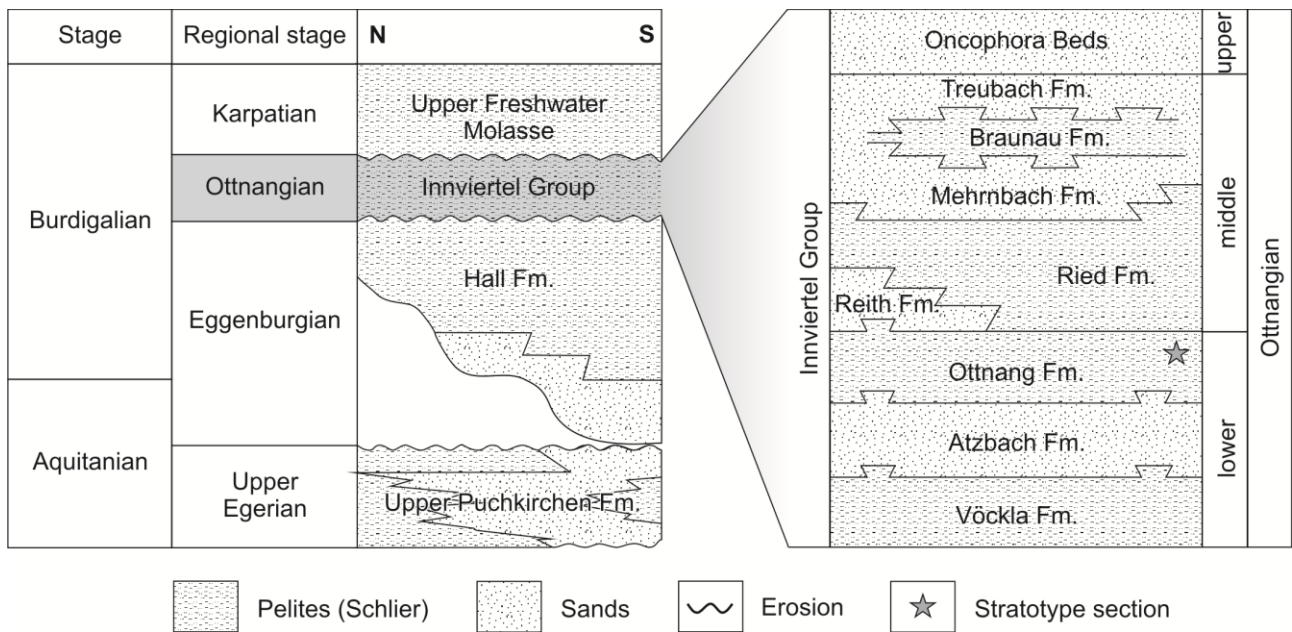 Stage
Regional stage
N
S
Karpatian
Upper Freshwater
Molasse
Ottnangian
Innviertel Group
Burdigalian
Hall Fm.
Eggenburgian
Aquitanian
Upper
Egerian
Upper Puchkirchen Fm.
Innviertel Group
Oncophora Beds
upper
Treubach Fm.
Braunau Fm.
Mehrnbach Fm.
middle
Ried Fm.
Reith Fm.
Ottnangian
Ottnang Fm.
Atzbach Fm.
lower
Vöckla Fm.
Pelites (Schlier)
Sands
Erosion
Stratotype section